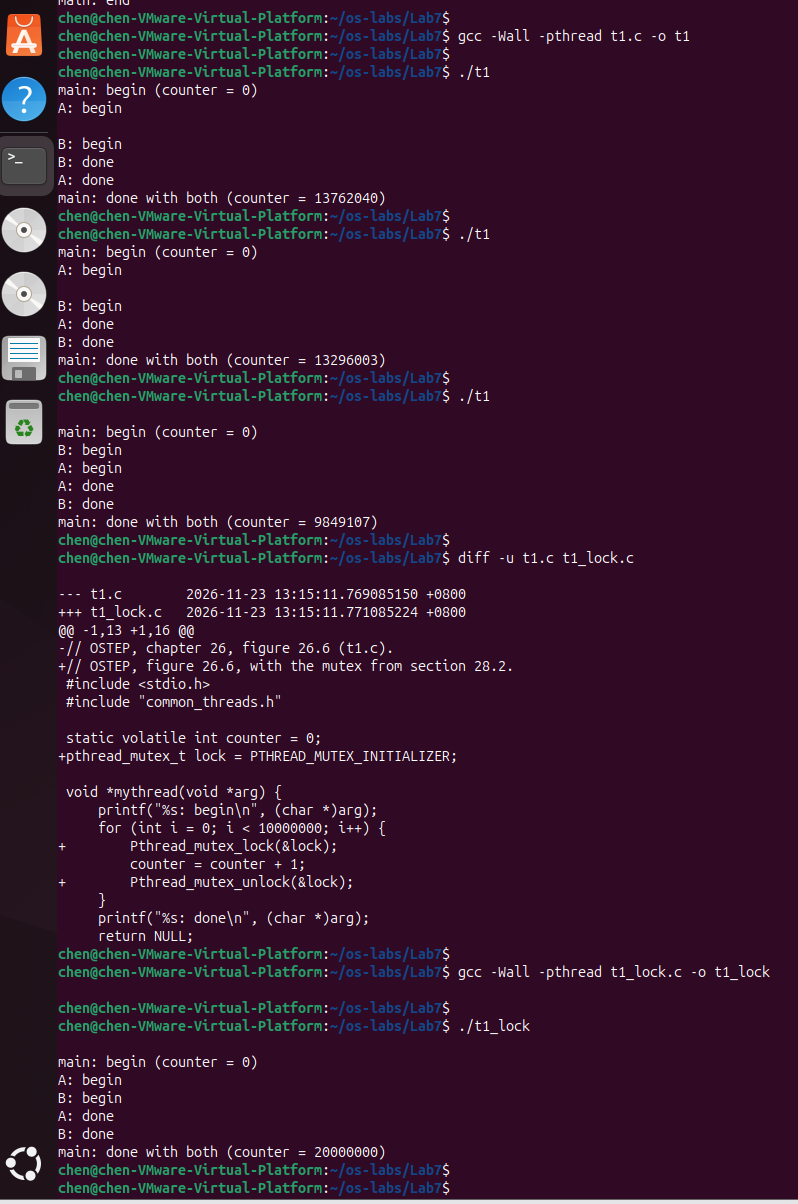 main: end
chen@chen-VMware-Virtual-Platform:~/os-labs/Lab7$
chen@chen-VMware-Virtual-Platform:~/os-labs/Lab7$ gcc -Wall -pthread t1.c -o t1
chen@chen-VMware-Virtual-Platform:~/os-labs/Lab7$
chen@chen-VMware-Virtual-Platform:~/os-labs/Lab7$ ./t1
main: begin (counter = 0)
A: begin

B: begin
B: done
A: done
main: done with both (counter = 13762040)
chen@chen-VMware-Virtual-Platform:~/os-labs/Lab7$
chen@chen-VMware-Virtual-Platform:~/os-labs/Lab7$ ./t1
main: begin (counter = 0)
A: begin

B: begin
A: done
B: done
main: done with both (counter = 13296003)
chen@chen-VMware-Virtual-Platform:~/os-labs/Lab7$
chen@chen-VMware-Virtual-Platform:~/os-labs/Lab7$ ./t1

main: begin (counter = 0)
B: begin
A: begin
A: done
B: done
main: done with both (counter = 9849107)
chen@chen-VMware-Virtual-Platform:~/os-labs/Lab7$
chen@chen-VMware-Virtual-Platform:~/os-labs/Lab7$ diff -u t1.c t1_lock.c

--- t1.c        2026-11-23 13:15:11.769085150 +0800
+++ t1_lock.c   2026-11-23 13:15:11.771085224 +0800
@@ -1,13 +1,16 @@
-// OSTEP, chapter 26, figure 26.6 (t1.c).
+// OSTEP, figure 26.6, with the mutex from section 28.2.
 #include <stdio.h>
 #include "common_threads.h"

 static volatile int counter = 0;
+pthread_mutex_t lock = PTHREAD_MUTEX_INITIALIZER;

 void *mythread(void *arg) {
     printf("%s: begin\n", (char *)arg);
     for (int i = 0; i < 10000000; i++) {
+        Pthread_mutex_lock(&lock);
         counter = counter + 1;
+        Pthread_mutex_unlock(&lock);
     }
     printf("%s: done\n", (char *)arg);
     return NULL;
chen@chen-VMware-Virtual-Platform:~/os-labs/Lab7$
chen@chen-VMware-Virtual-Platform:~/os-labs/Lab7$ gcc -Wall -pthread t1_lock.c -o t1_lock

chen@chen-VMware-Virtual-Platform:~/os-labs/Lab7$
chen@chen-VMware-Virtual-Platform:~/os-labs/Lab7$ ./t1_lock

main: begin (counter = 0)
A: begin
B: begin
A: done
B: done
main: done with both (counter = 20000000)
chen@chen-VMware-Virtual-Platform:~/os-labs/Lab7$
chen@chen-VMware-Virtual-Platform:~/os-labs/Lab7$